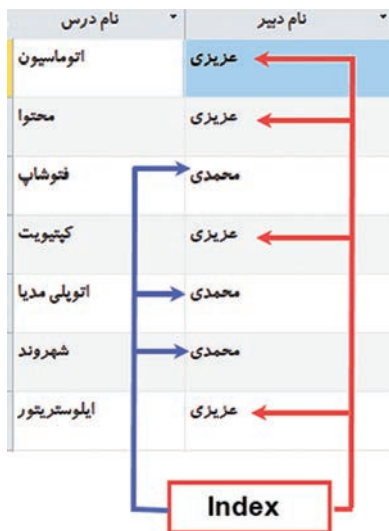 نام دبیر نام درس
عزیزی اتوماسیون
عزیزی محتوا
محمدی فتوشاپ
عزیزی کپتیویت
محمدی اتوپلی مدیا
محمدی شهروند
عزیزی ایلوستریتور
Index